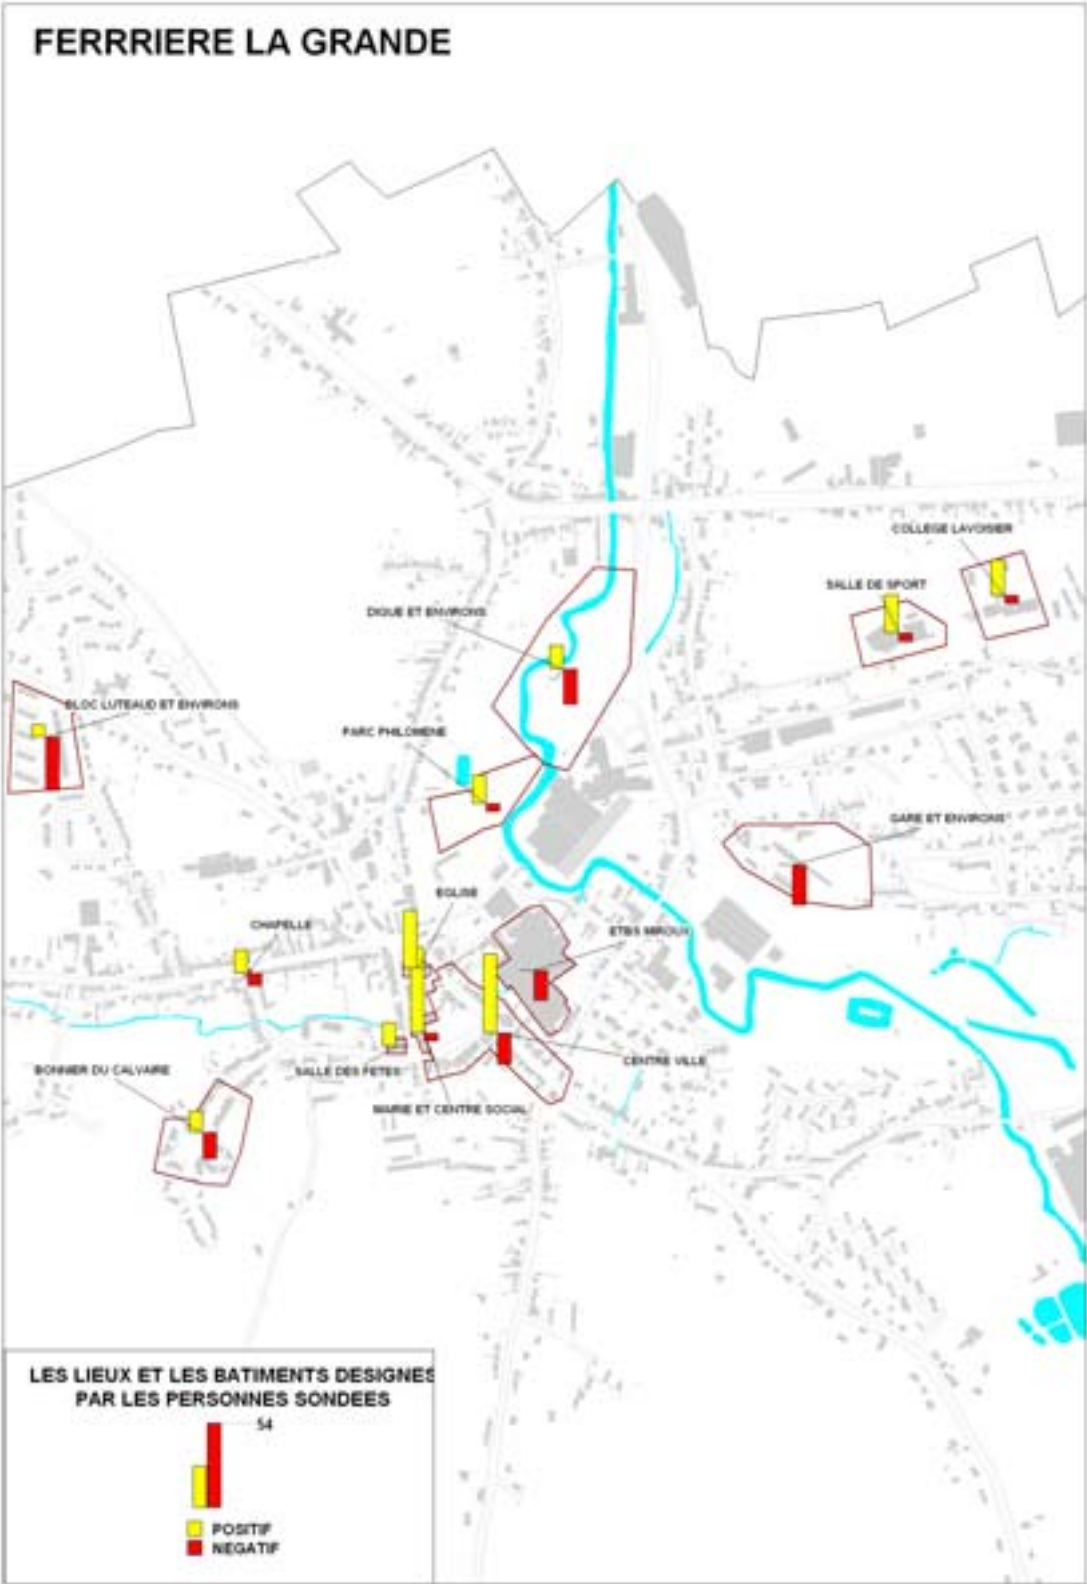 FERRRIERE LA GRANDE
COLLEGE LAVOISIER
SALLE DE SPORT
DIGUE ET ENVIRONS
BLOC LUTEAUD ET ENVIRONS
PARC PHILOMENE
GARE ET ENVIRONS
EGLISE
CHAPELLE
ETBS MIROUX
CENTRE VILLE
BONNIER DU CALVAIRE
SALLE DES FETES
MAIRIE ET CENTRE SOCIAL
LES LIEUX ET LES BATIMENTS DESIGNES
PAR LES PERSONNES SONDEES
54
POSITIF
NEGATIF